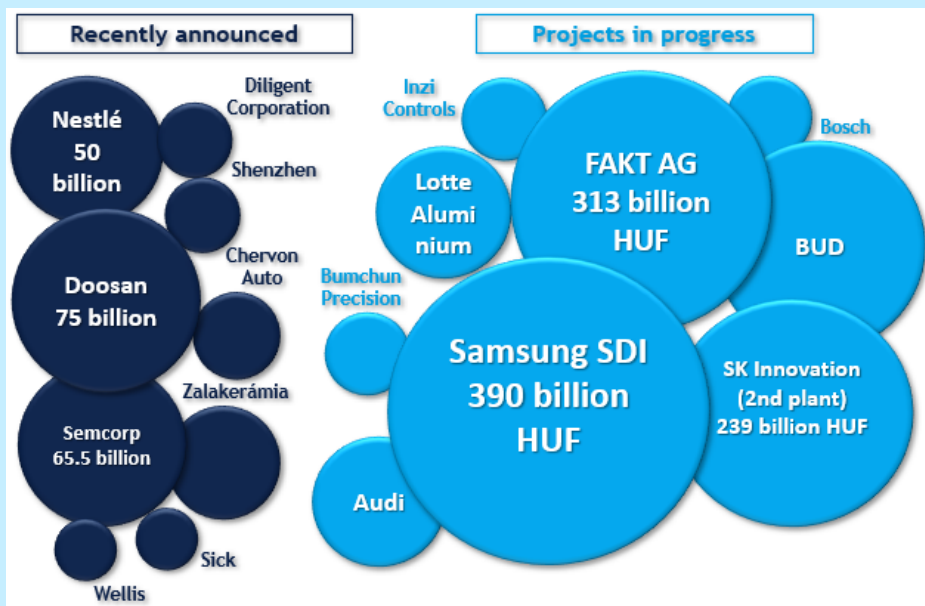 Recently announced
Nestlé
50
billion
Diligent
Corporation
Shenzhen
Doosan
75 billion
Chervon
Auto
Zalakerámia
Semcorp
65.5 billion
Sick
Wellis
Projects in progress
Inzi
Controls
FAKT AG
313 billion
HUF
Bosch
Lotte
Alumi
nium
BUD
Bumchun
Precision
Samsung SDI
390 billion
HUF
SK Innovation
(2nd plant)
239 billion HUF
Audi